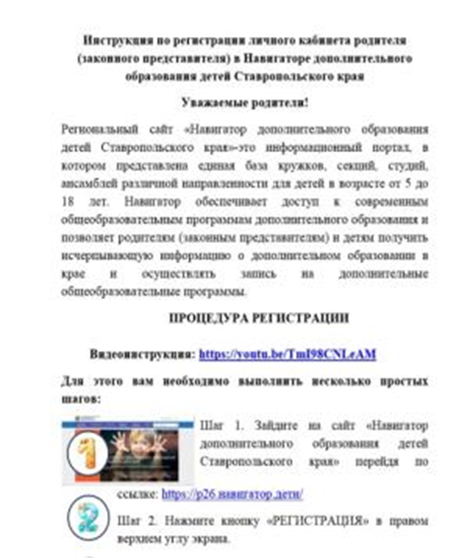 Инструкция по регистрации личного кабинета родителя
(законного представителя) в Навигаторе дополнительного
образования детей Ставропольского края
Уважаемые родители!
Региональный сайт «Навигатор дополнительного образования
детей Ставропольского края»-это информационный портал, в
котором представлена единая база кружков, секций, студий,
ансамблей различной направленности для детей в возрасте от 5 до
18 лет. Навигатор обеспечивает доступ к современным
общеобразовательным программам дополнительного образования и
позволяет родителям (законным представителям) и детям получить
исчерпывающую информацию о дополнительном образовании в
крае и осуществлять запись на дополнительные
общеобразовательные программы.
ПРОЦЕДУРА РЕГИСТРАЦИИ
Видеоинструкция: https://youtu.be/TmI98CNLeAM
Для этого вам необходимо выполнить несколько простых
шагов:
1
Шаг 1. Зайдите на сайт «Навигатор
дополнительного образования детей
Ставропольского края» перейдя по
ссылке: https://р26.навигатор.дети/
2
Шаг 2. Нажмите кнопку «РЕГИСТРАЦИЯ» в правом
верхнем углу экрана.